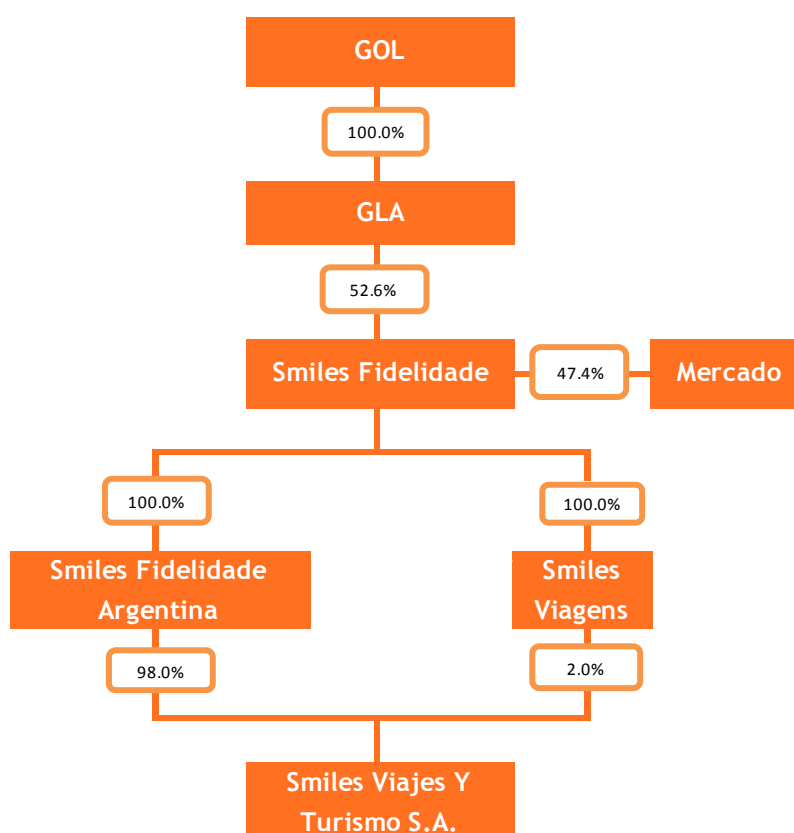 GOL
100.0%
GLA
52.6%
Smiles Fidelidade
47.4%
Mercado
100.0%
100.0%
Smiles Fidelidade
Argentina
Smiles
Viagens
98.0%
2.0%
Smiles Viajes Y
Turismo S.A.